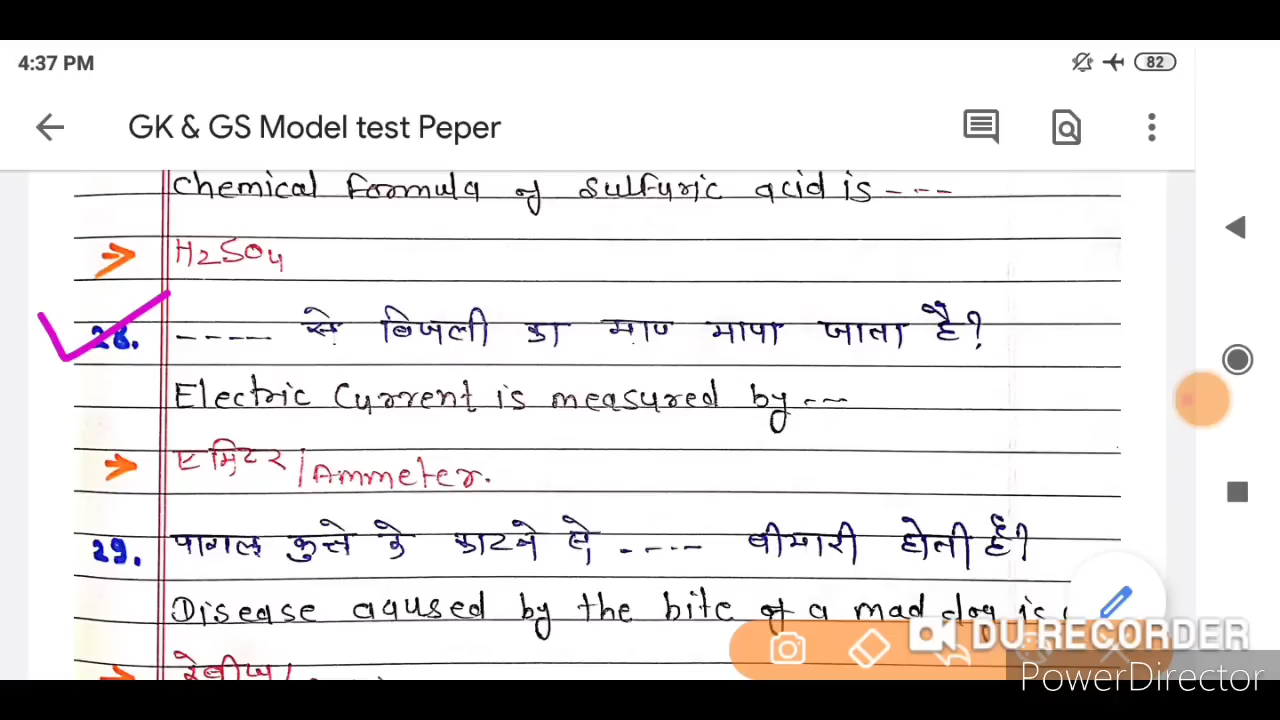 4:37 PM
82
GK & GS Model test Peper
Chemical Formula of Sulfuric acid is ---
H2SO4
28. ---- से बिजली का माप मापा जाता है?
Electric Current is measured by ---
एमिटर / Ammeter.
29. पागल कुत्ते के काटने से ---- बीमारी होती है?
Disease aqused by the bite of a mad dog is
रेबीज /
DU RECORDER
PowerDirector